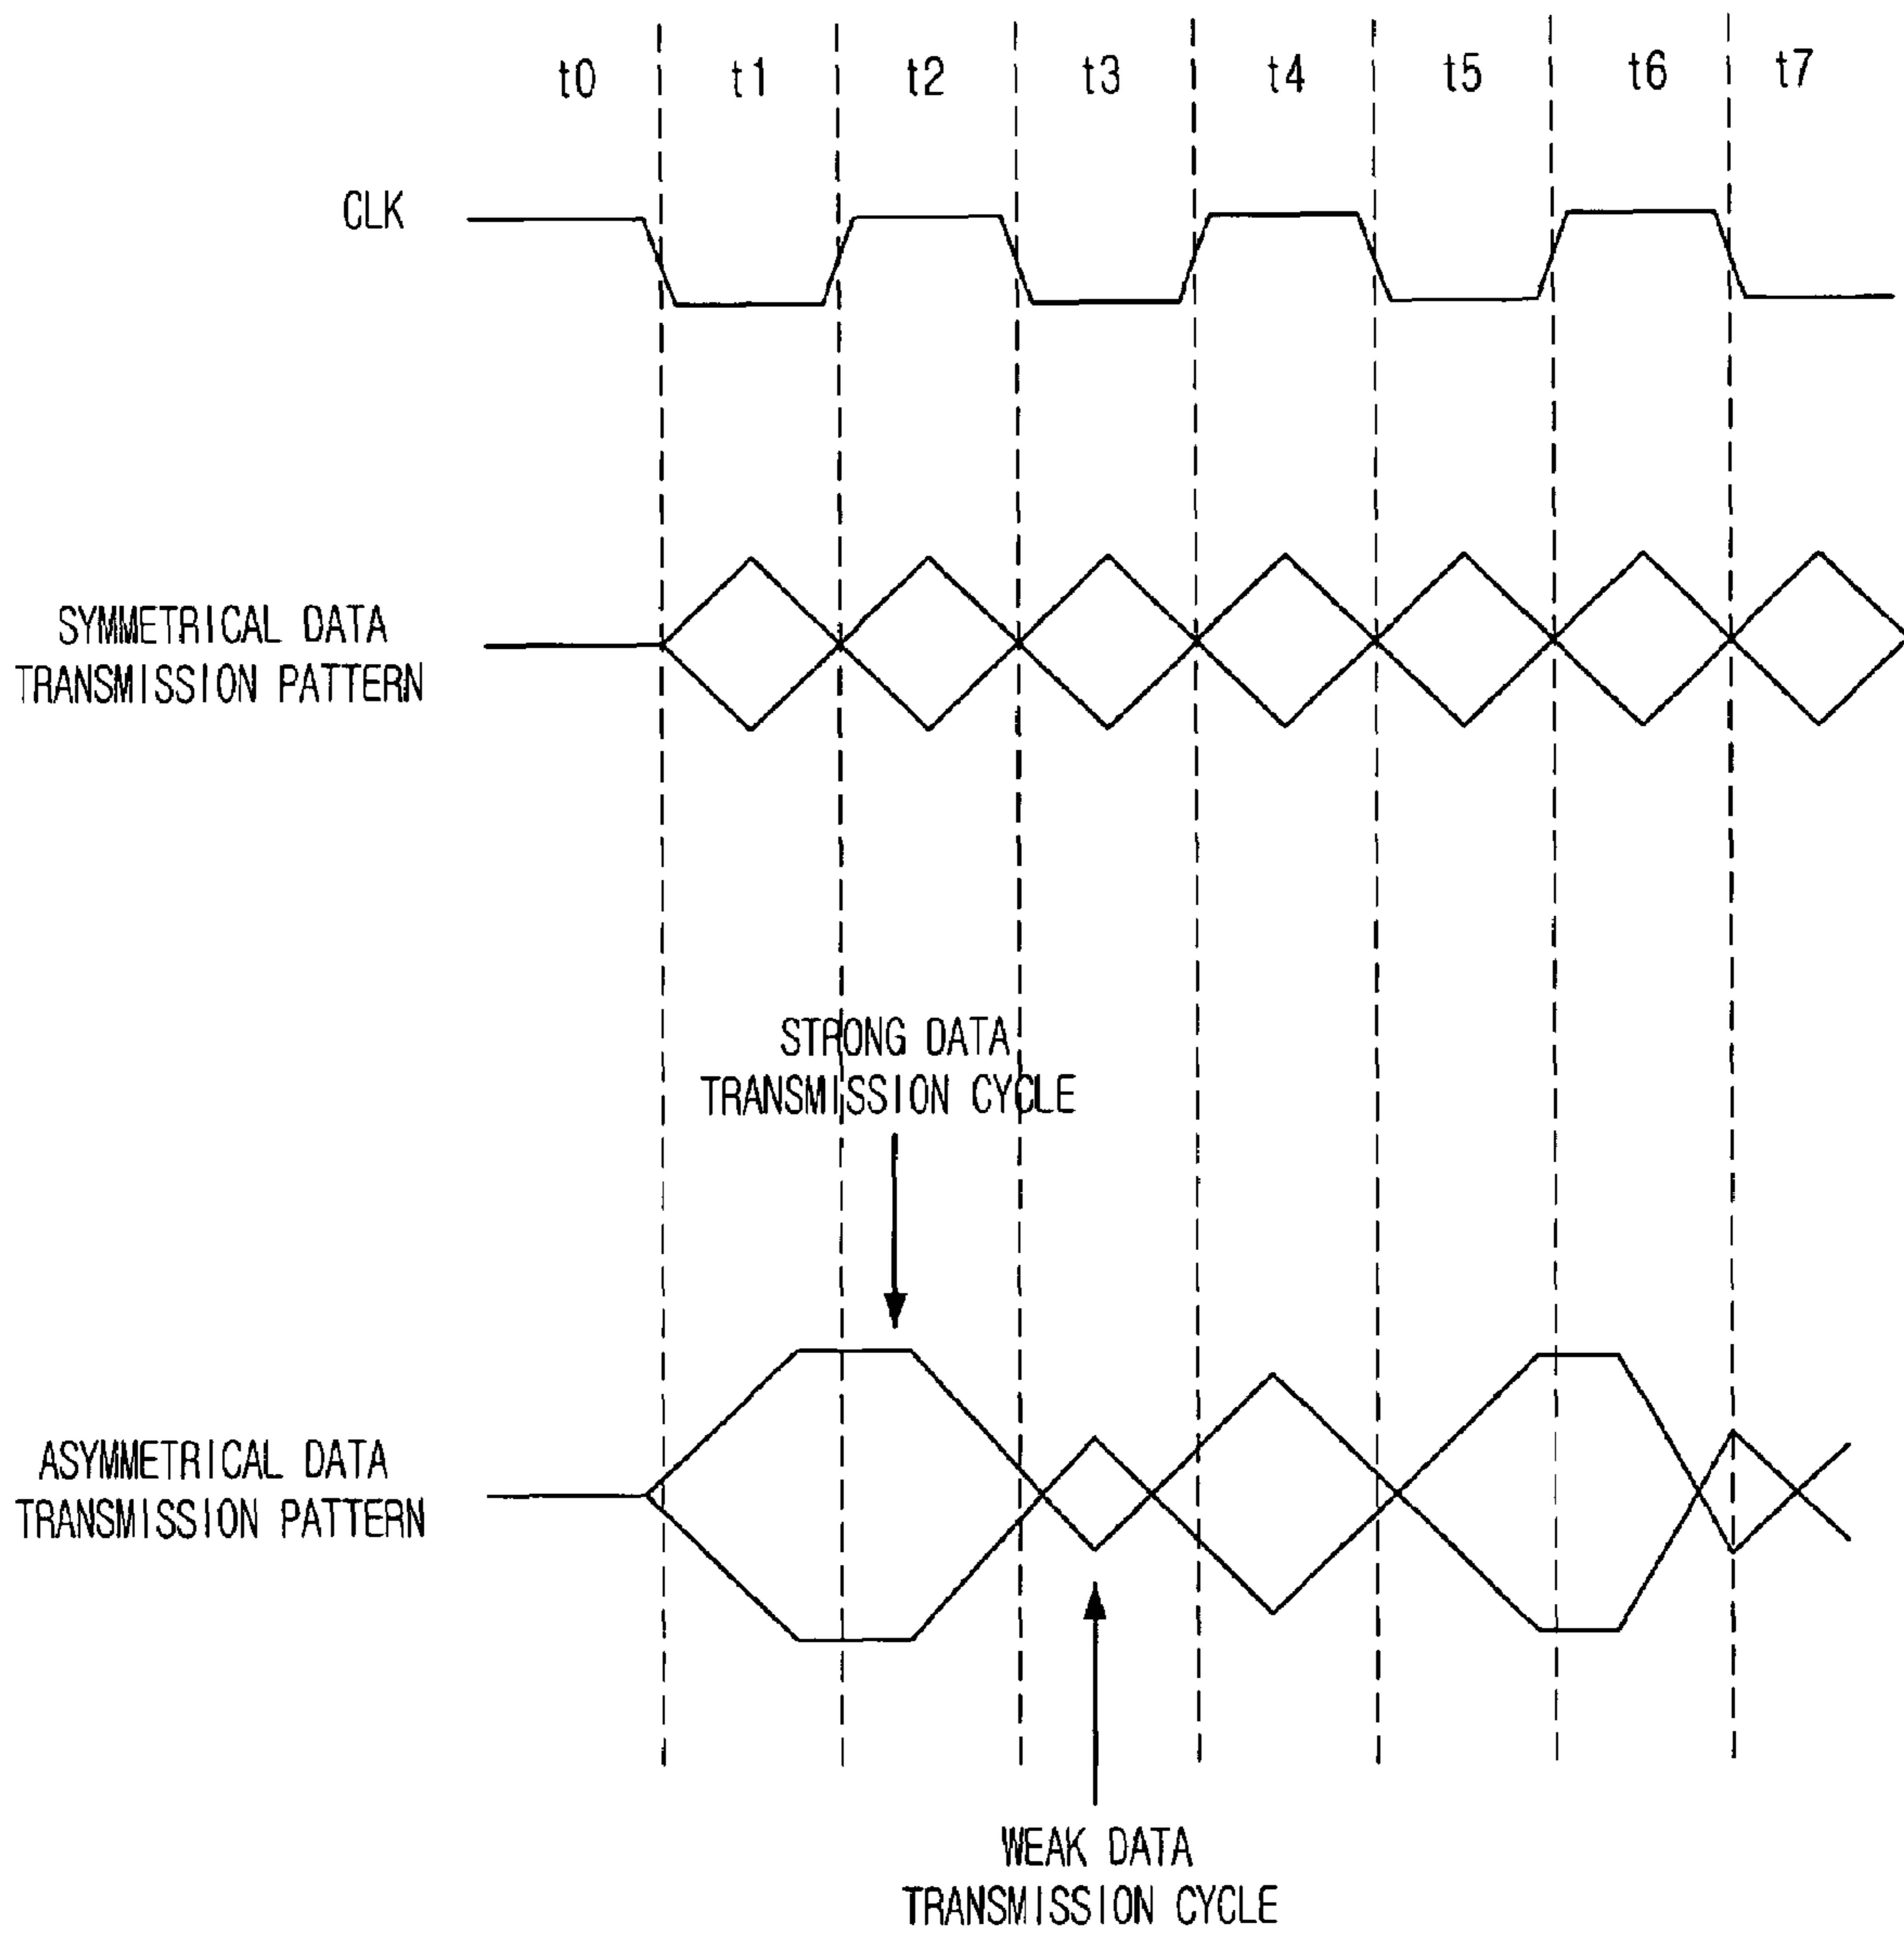 t0 t1 t2 t3 t4 t5 t6 t7
CLK
SYMMETRICAL DATA
TRANSMISSION PATTERN
STRONG DATA
TRANSMISSION CYCLE
ASYMMETRICAL DATA
TRANSMISSION PATTERN
WEAK DATA
TRANSMISSION CYCLE